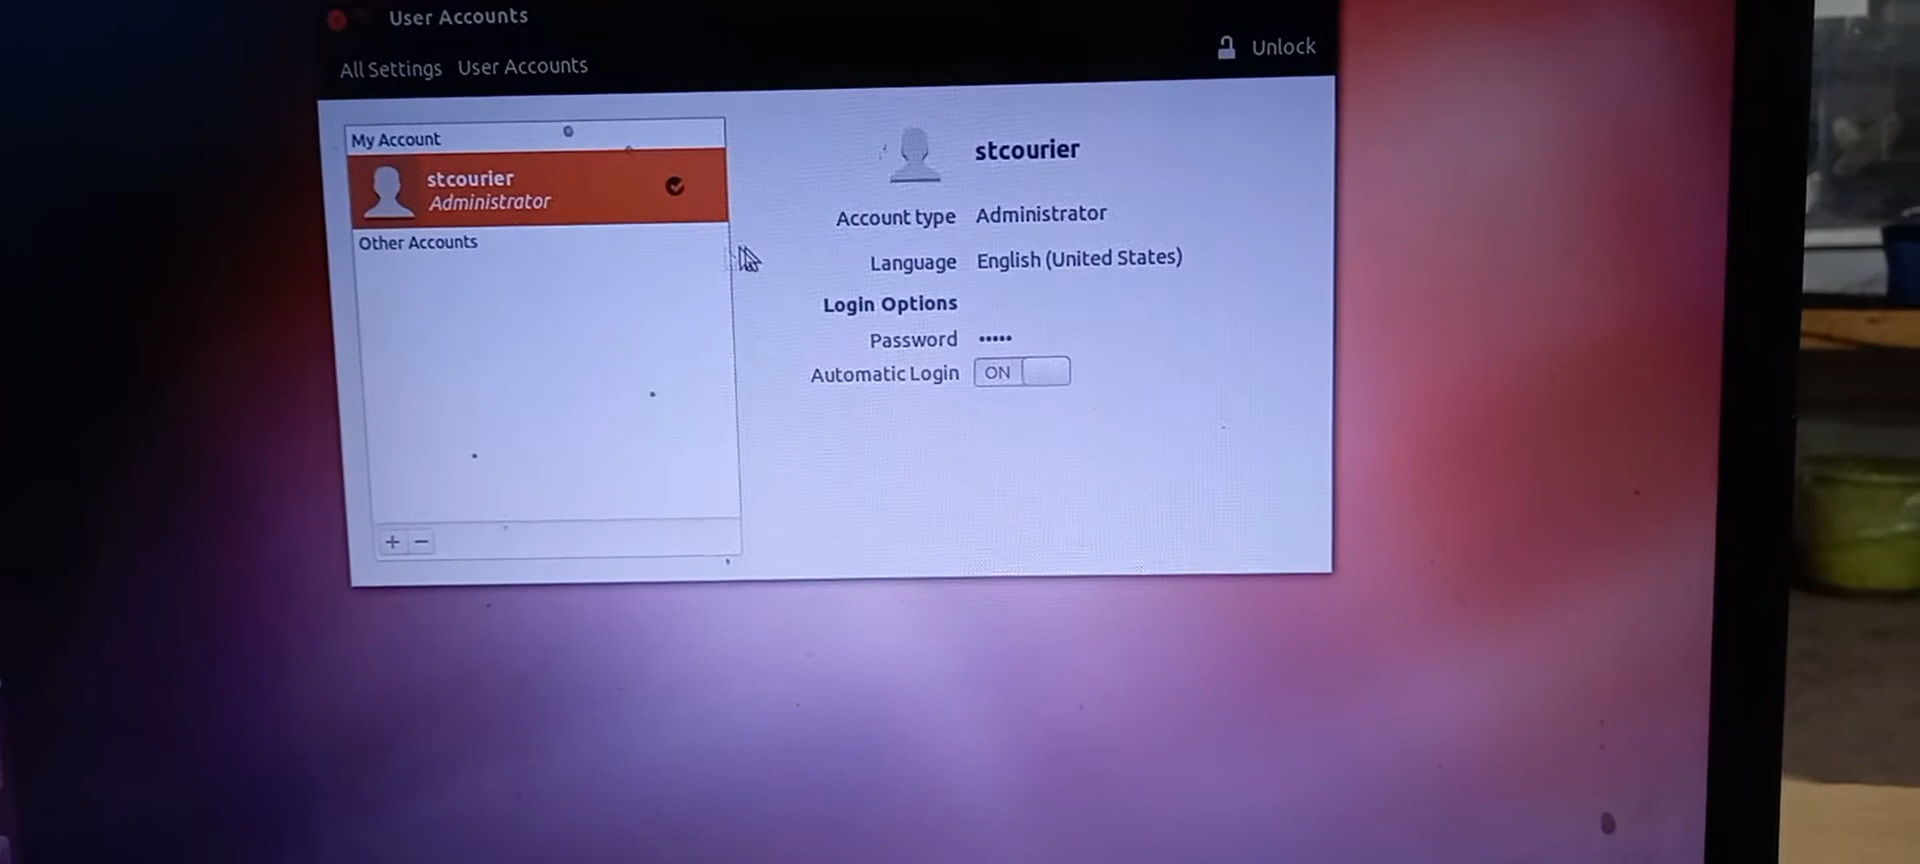 User Accounts
Unlock
All Settings User Accounts
My Account
stcourier
Administrator
Other Accounts
stcourier
Account type Administrator
Language English (United States)
Login Options
Password •••••
Automatic Login ON
+ −